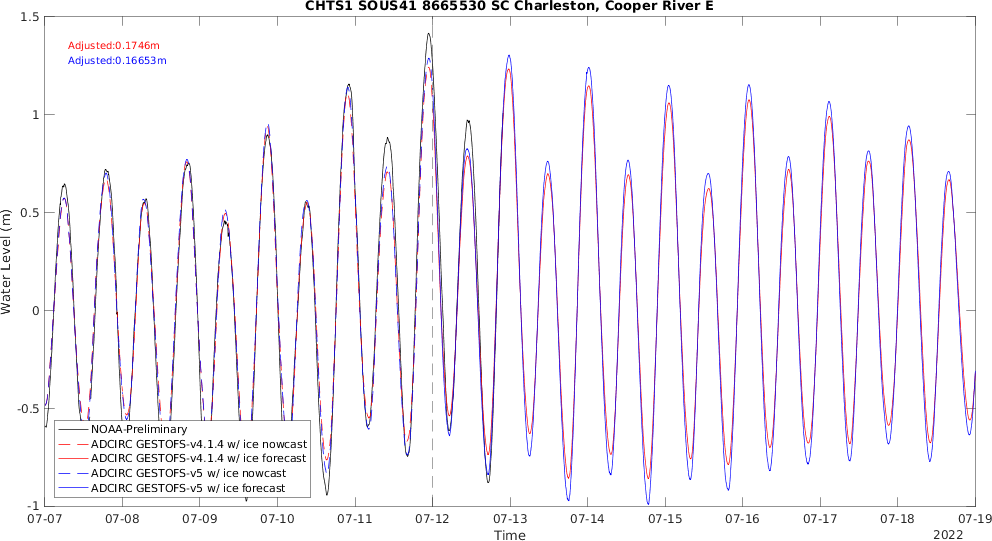 CHTS1 SOUS41 8665530 SC Charleston, Cooper River E
Adjusted:0.1746m
Adjusted:0.16653m
1.5
1
0.5
0
-0.5
-1
Water Level (m)
NOAA-Preliminary
ADCIRC GESTOFS-v4.1.4 w/ ice nowcast
ADCIRC GESTOFS-v4.1.4 w/ ice forecast
ADCIRC GESTOFS-v5 w/ ice nowcast
ADCIRC GESTOFS-v5 w/ ice forecast
07-07 07-08 07-09 07-10 07-11 07-12 07-13 07-14 07-15 07-16 07-17 07-18 07-19
Time
2022